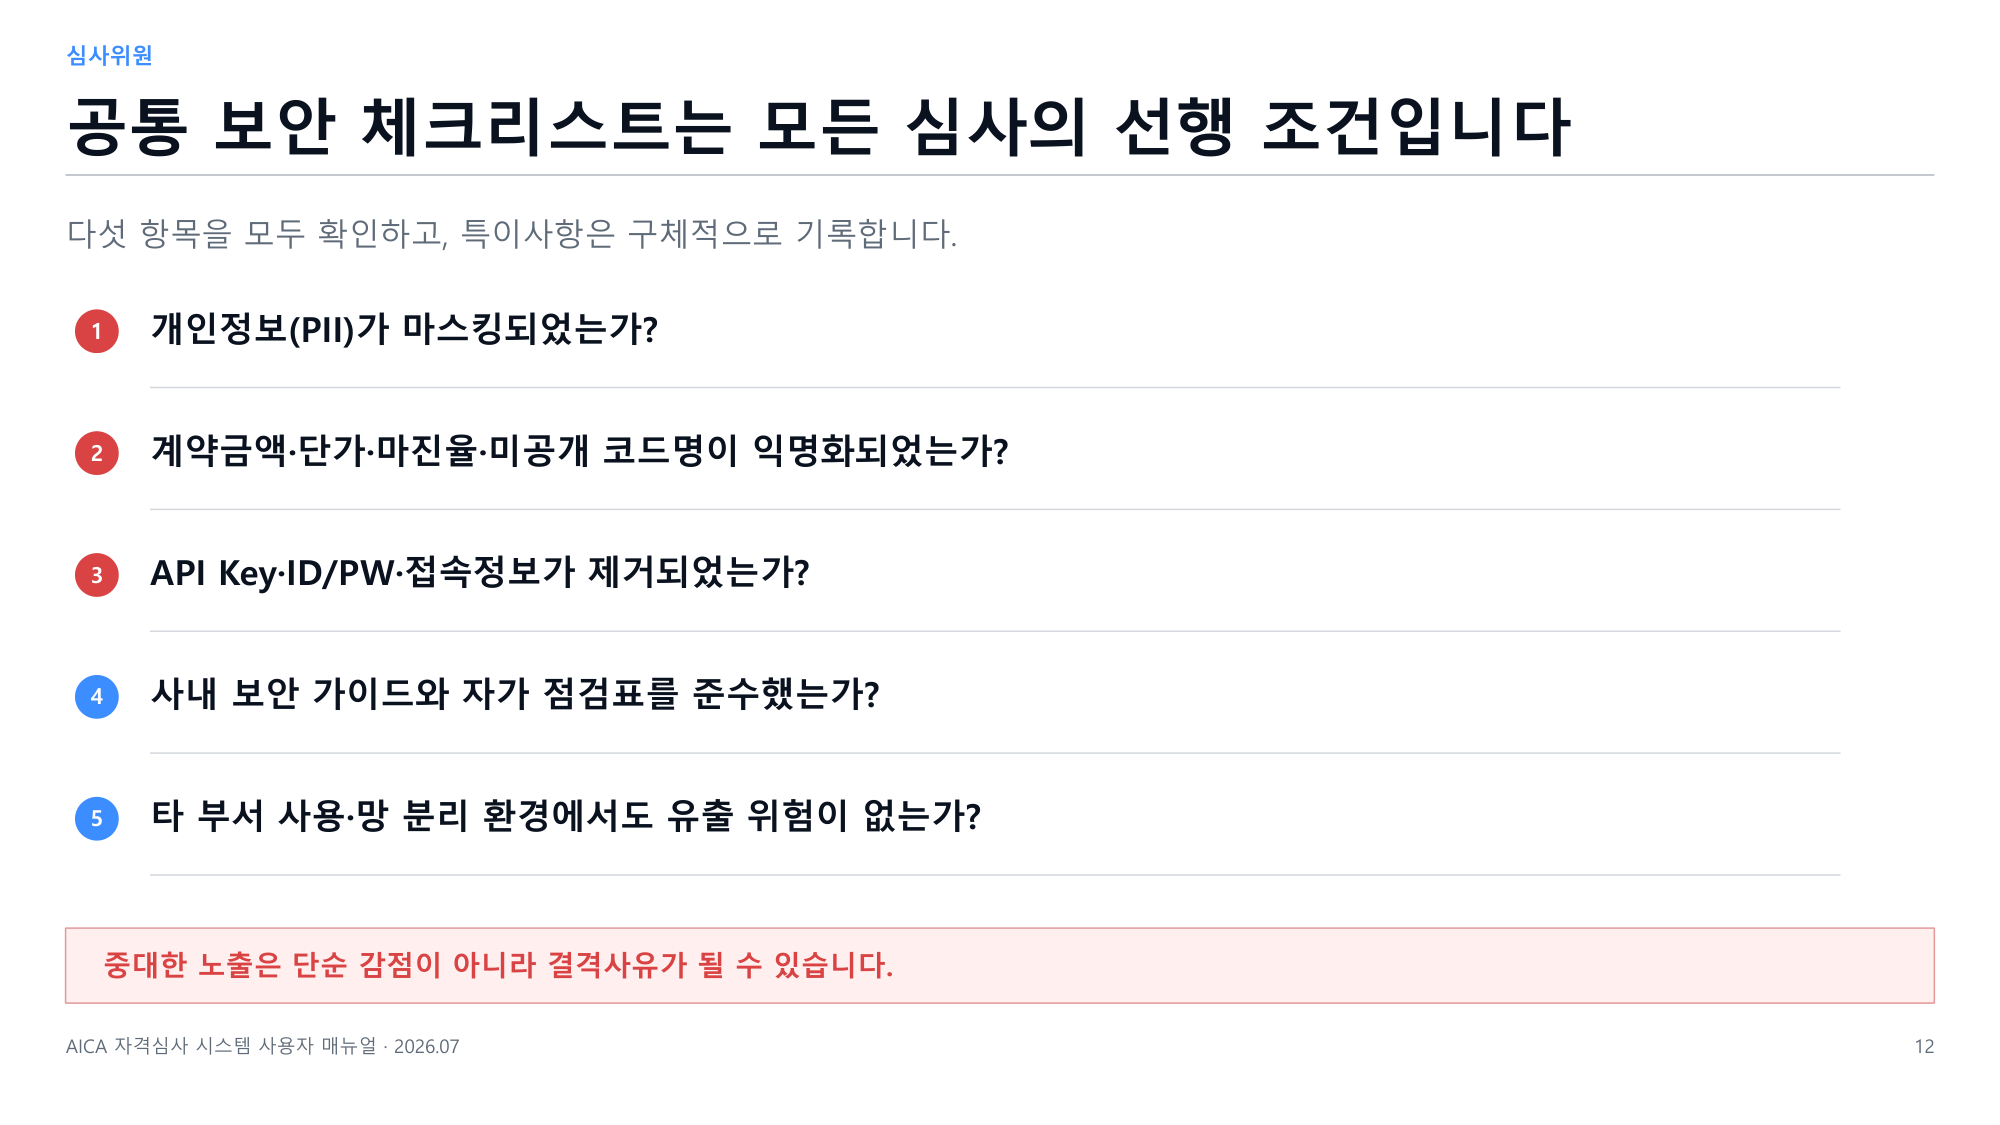 심사위원
공통 보안 체크리스트는 모든 심사의 선행 조건입니다
다섯 항목을 모두 확인하고, 특이사항은 구체적으로 기록합니다.
1 개인정보(PII)가 마스킹되었는가?
2 계약금액·단가·마진율·미공개 코드명이 익명화되었는가?
3 API Key·ID/PW·접속정보가 제거되었는가?
4 사내 보안 가이드와 자가 점검표를 준수했는가?
5 타 부서 사용·망 분리 환경에서도 유출 위험이 없는가?
중대한 노출은 단순 감점이 아니라 결격사유가 될 수 있습니다.
AICA 자격심사 시스템 사용자 매뉴얼 · 2026.07
12